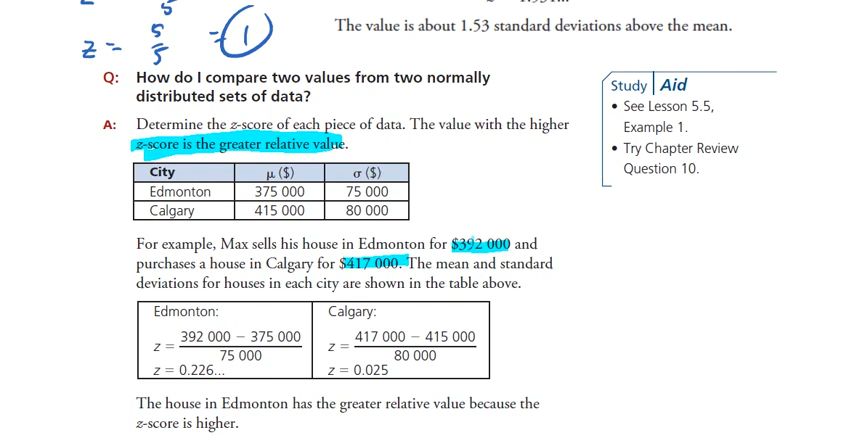 5
z = 5
5
= 1
The value is about 1.53 standard deviations above the mean.
Q: How do I compare two values from two normally
distributed sets of data?
A: Determine the z-score of each piece of data. The value with the higher
z-score is the greater relative value.
City μ ($) σ ($)
Edmonton 375 000 75 000
Calgary 415 000 80 000
For example, Max sells his house in Edmonton for $392 000 and
purchases a house in Calgary for $417 000. The mean and standard
deviations for houses in each city are shown in the table above.
Edmonton:
z = 392 000 − 375 000
75 000
z = 0.226...
Calgary:
z = 417 000 − 415 000
80 000
z = 0.025
The house in Edmonton has the greater relative value because the
z-score is higher.
Study Aid
• See Lesson 5.5,
Example 1.
• Try Chapter Review
Question 10.